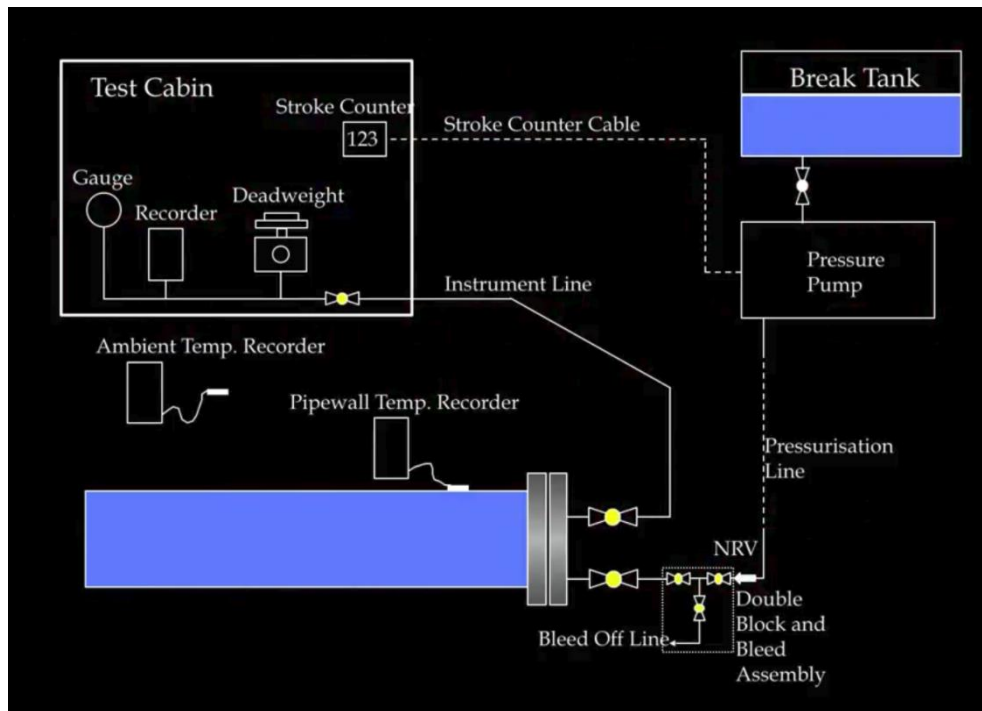 Test Cabin
Stroke Counter
123
Stroke Counter Cable
Break Tank
Gauge
Recorder
Deadweight
Instrument Line
Pressure
Pump
Ambient Temp. Recorder
Pipewall Temp. Recorder
Pressurisation
Line
NRV
Double
Block and
Bleed
Assembly
Bleed Off Line